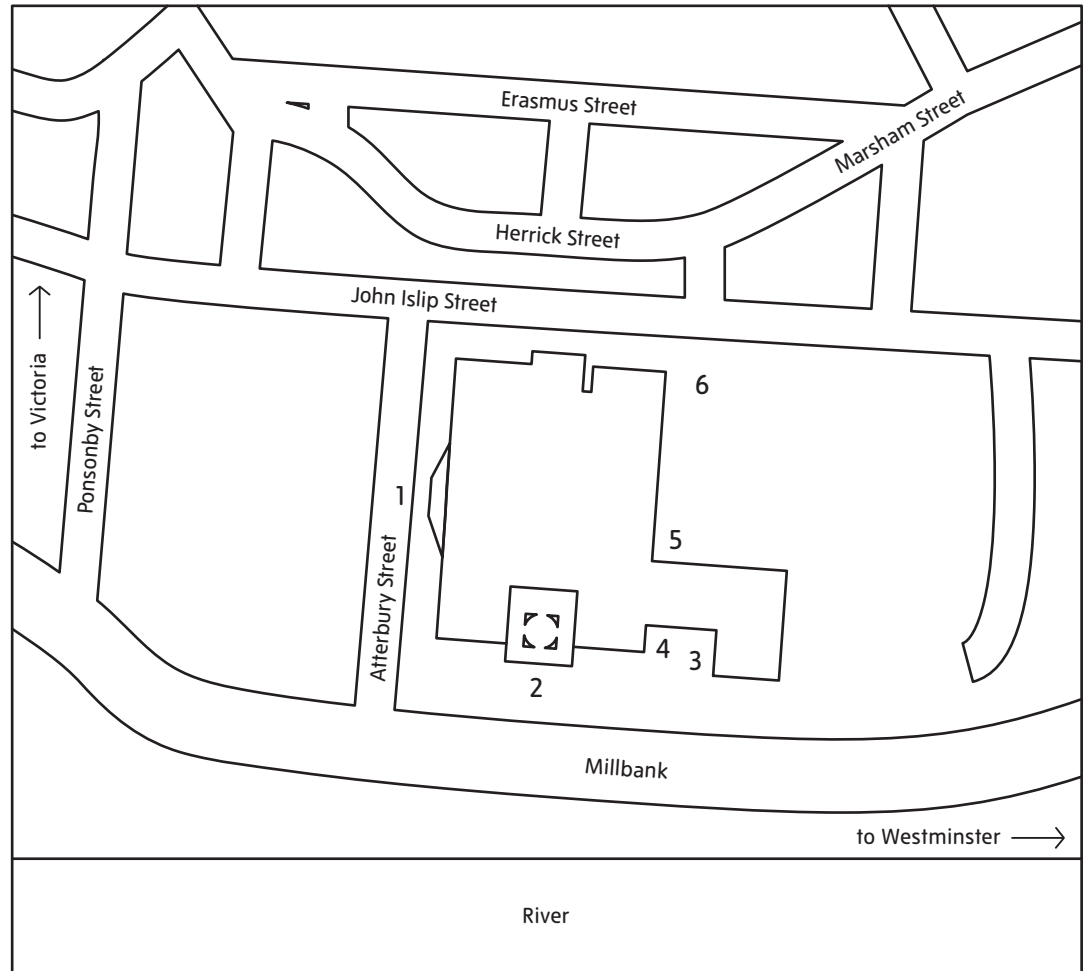 Erasmus Street
Marsham Street
Herrick Street
John Islip Street
to Victoria
Ponsonby Street
6
1
Atterbury Street
5
4
3
2
Millbank
to Westminster
River